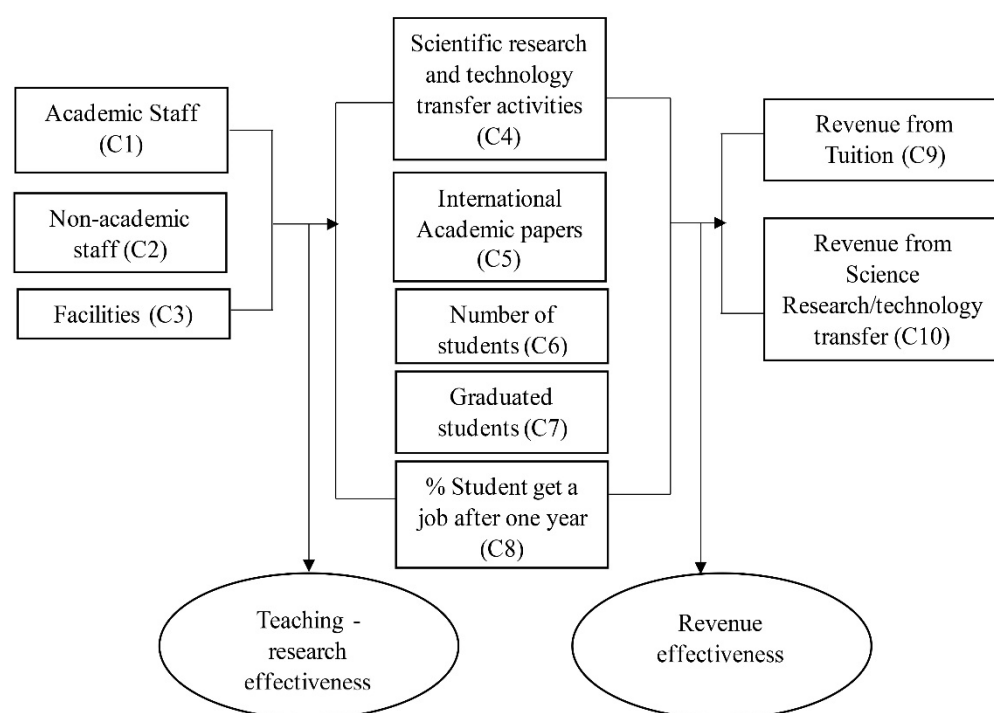 Academic Staff
(C1)
Non-academic
staff (C2)
Facilities (C3)
Scientific research
and technology
transfer activities
(C4)
International
Academic papers
(C5)
Number of
students (C6)
Graduated
students (C7)
% Student get a
job after one year
(C8)
Revenue from
Tuition (C9)
Revenue from
Science
Research/technology
transfer (C10)
Teaching -
research
effectiveness
Revenue
effectiveness